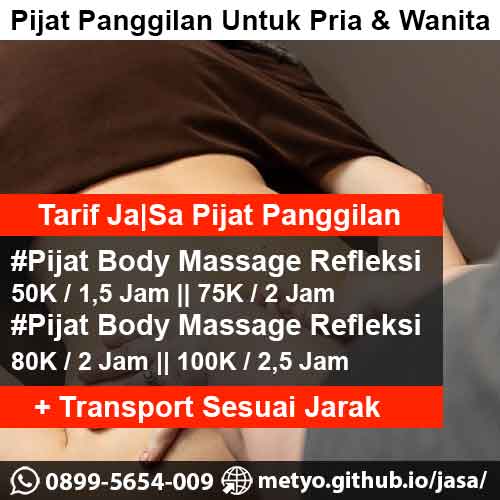 Pijat Panggilan Untuk Pria & Wanita
Tarif Ja|Sa Pijat Panggilan
#Pijat Body Massage Refleksi
50K / 1,5 Jam || 75K / 2 Jam
#Pijat Body Massage Refleksi
80K / 2 Jam || 100K / 2,5 Jam
+ Transport Sesuai Jarak
0899-5654-009 metyo.github.io/jasa/